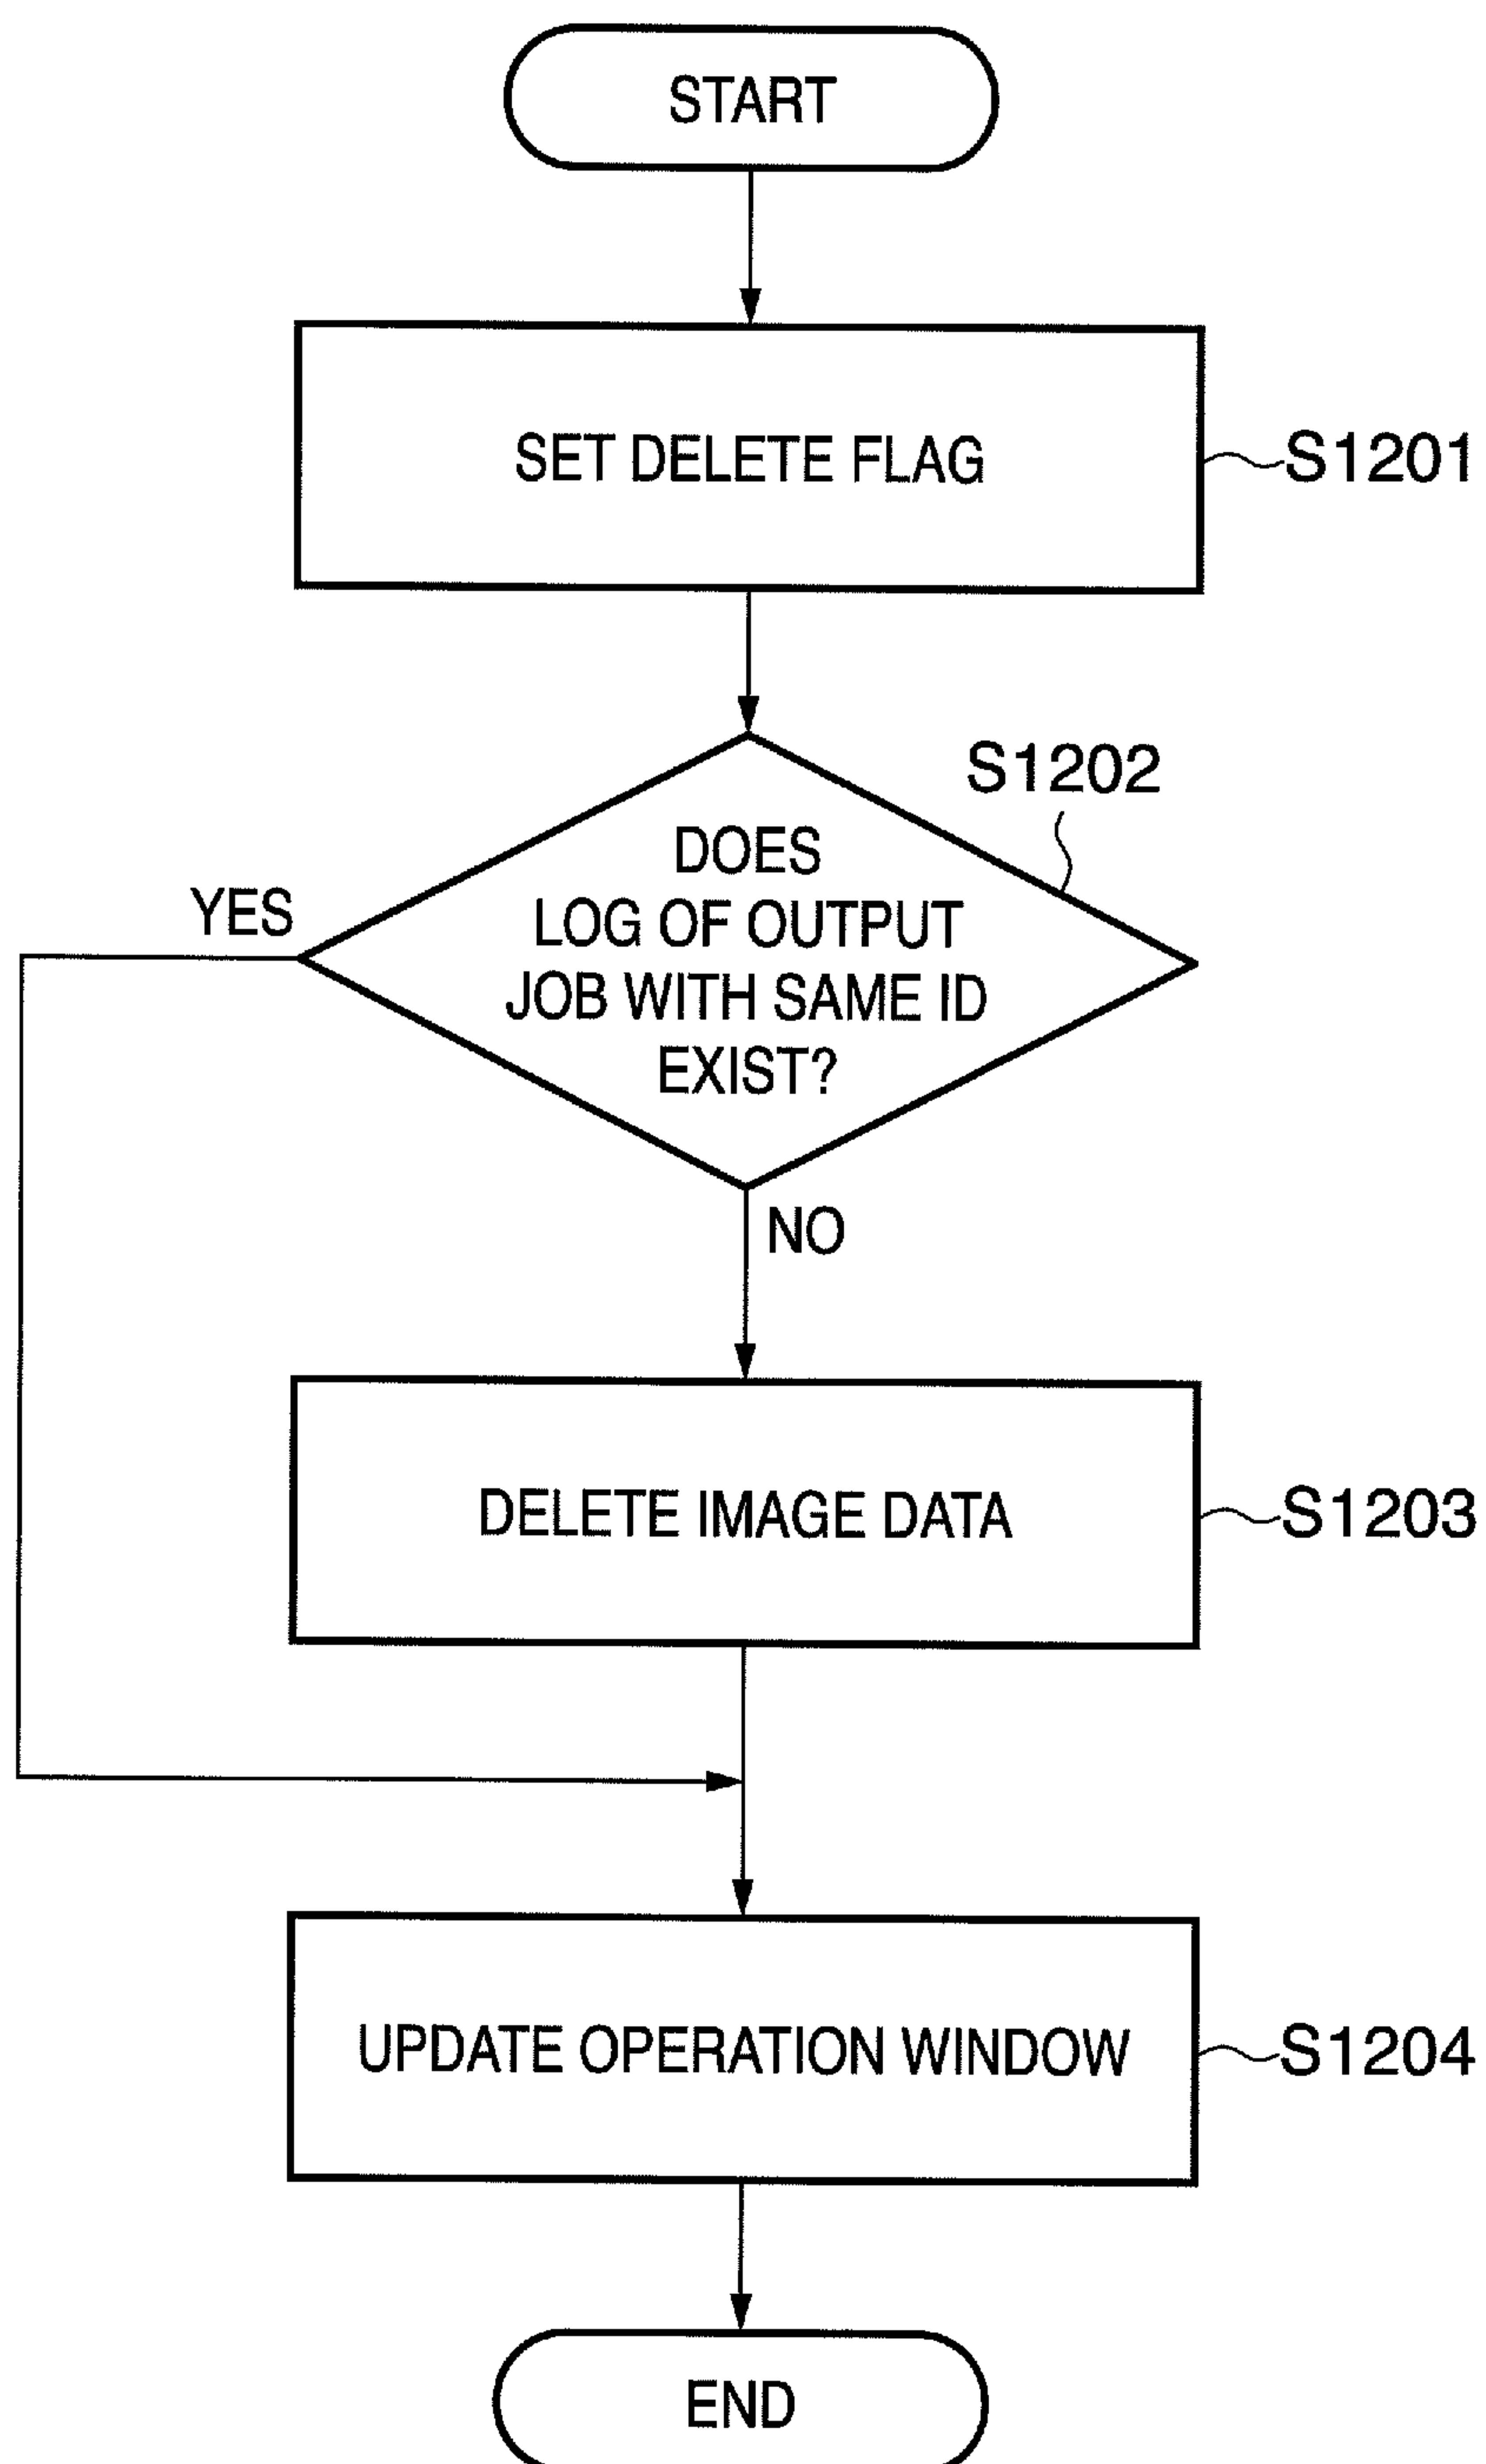 START
SET DELETE FLAG
S1201
S1202
DOES
LOG OF OUTPUT
JOB WITH SAME ID
EXIST?
YES
NO
DELETE IMAGE DATA
S1203
UPDATE OPERATION WINDOW
S1204
END